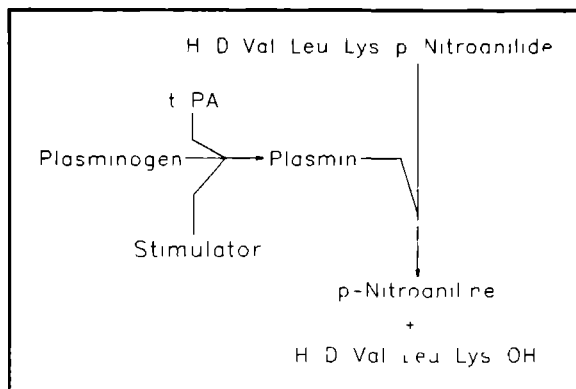 H D Val Leu Lys p Nitroanilide
t PA
Plasminogen Plasmin
Stimulator
p-Nitroaniline
+
H D Val Leu Lys OH